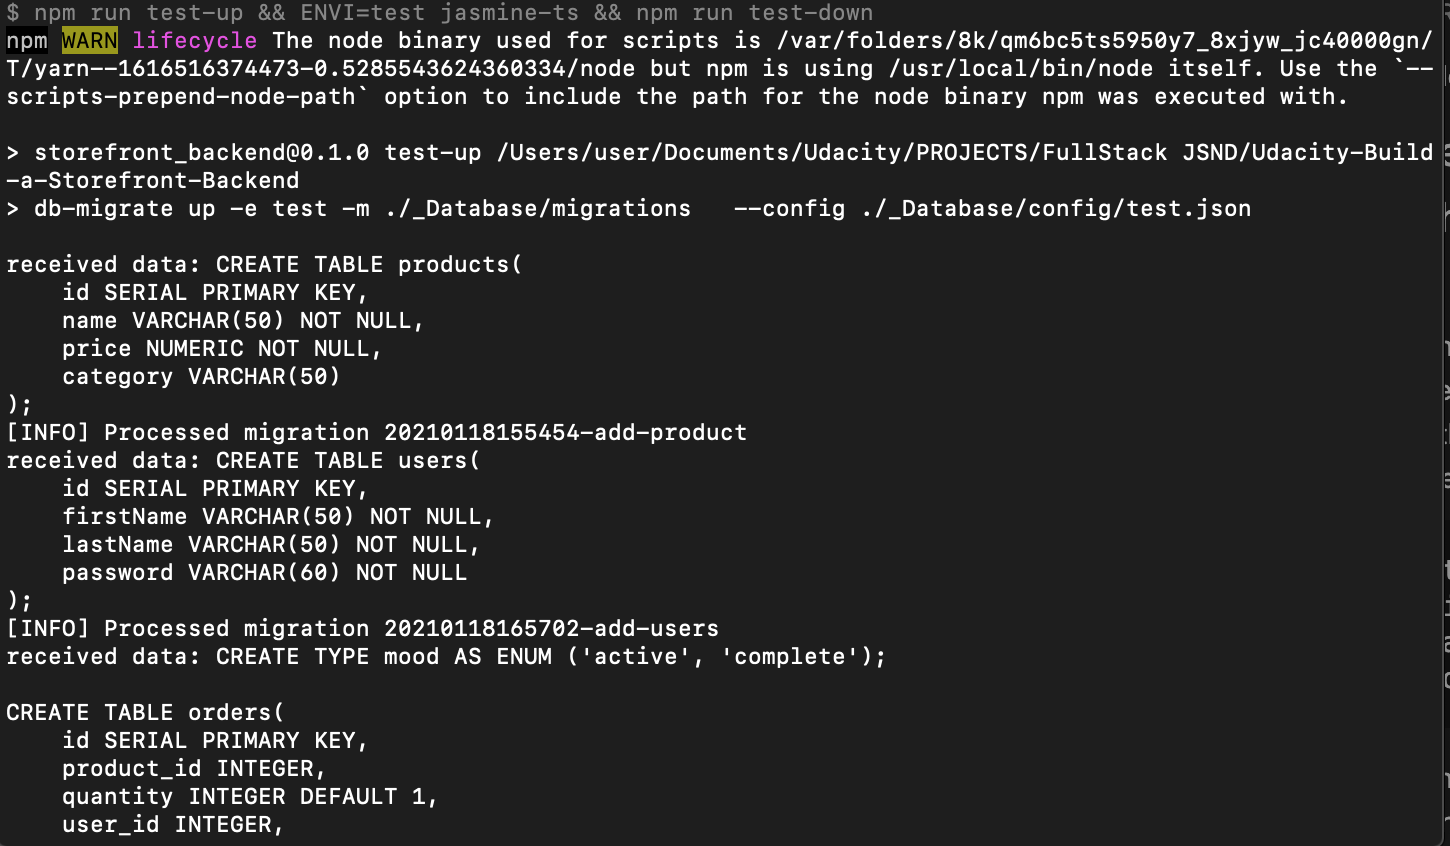 $ npm run test-up && ENVI=test jasmine-ts && npm run test-down
npm WARN lifecycle The node binary used for scripts is /var/folders/8k/qm6bc5ts5950y7_8xjyw_jc40000gn/
T/yarn--1616516374473-0.5285543624360334/node but npm is using /usr/local/bin/node itself. Use the `--
scripts-prepend-node-path` option to include the path for the node binary npm was executed with.
> storefront_backend@0.1.0 test-up /Users/user/Documents/Udacity/PROJECTS/FullStack JSND/Udacity-Build
-a-Storefront-Backend
> db-migrate up -e test -m ./_Database/migrations   --config ./_Database/config/test.json
received data: CREATE TABLE products(
    id SERIAL PRIMARY KEY,
    name VARCHAR(50) NOT NULL,
    price NUMERIC NOT NULL,
    category VARCHAR(50)
);
[INFO] Processed migration 20210118155454-add-product
received data: CREATE TABLE users(
    id SERIAL PRIMARY KEY,
    firstName VARCHAR(50) NOT NULL,
    lastName VARCHAR(50) NOT NULL,
    password VARCHAR(60) NOT NULL
);
[INFO] Processed migration 20210118165702-add-users
received data: CREATE TYPE mood AS ENUM ('active', 'complete');
CREATE TABLE orders(
    id SERIAL PRIMARY KEY,
    product_id INTEGER,
    quantity INTEGER DEFAULT 1,
    user_id INTEGER,